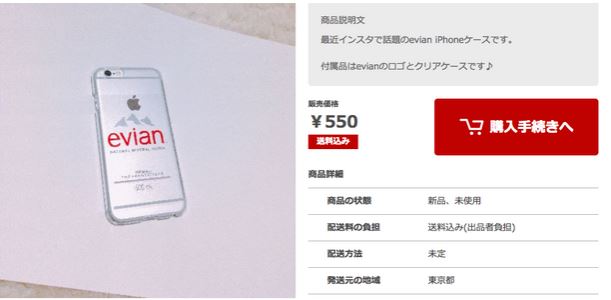 商品説明文
最近インスタで話題のevian iPhoneケースです。
付属品はevianのロゴとクリアケースです♪
evian
NATURAL MINERAL WATER
販売価格
¥550
送料込み
購入手続きへ
商品詳細
商品の状態 新品、未使用
配送料の負担 送料込み(出品者負担)
配送方法 未定
発送元の地域 東京都